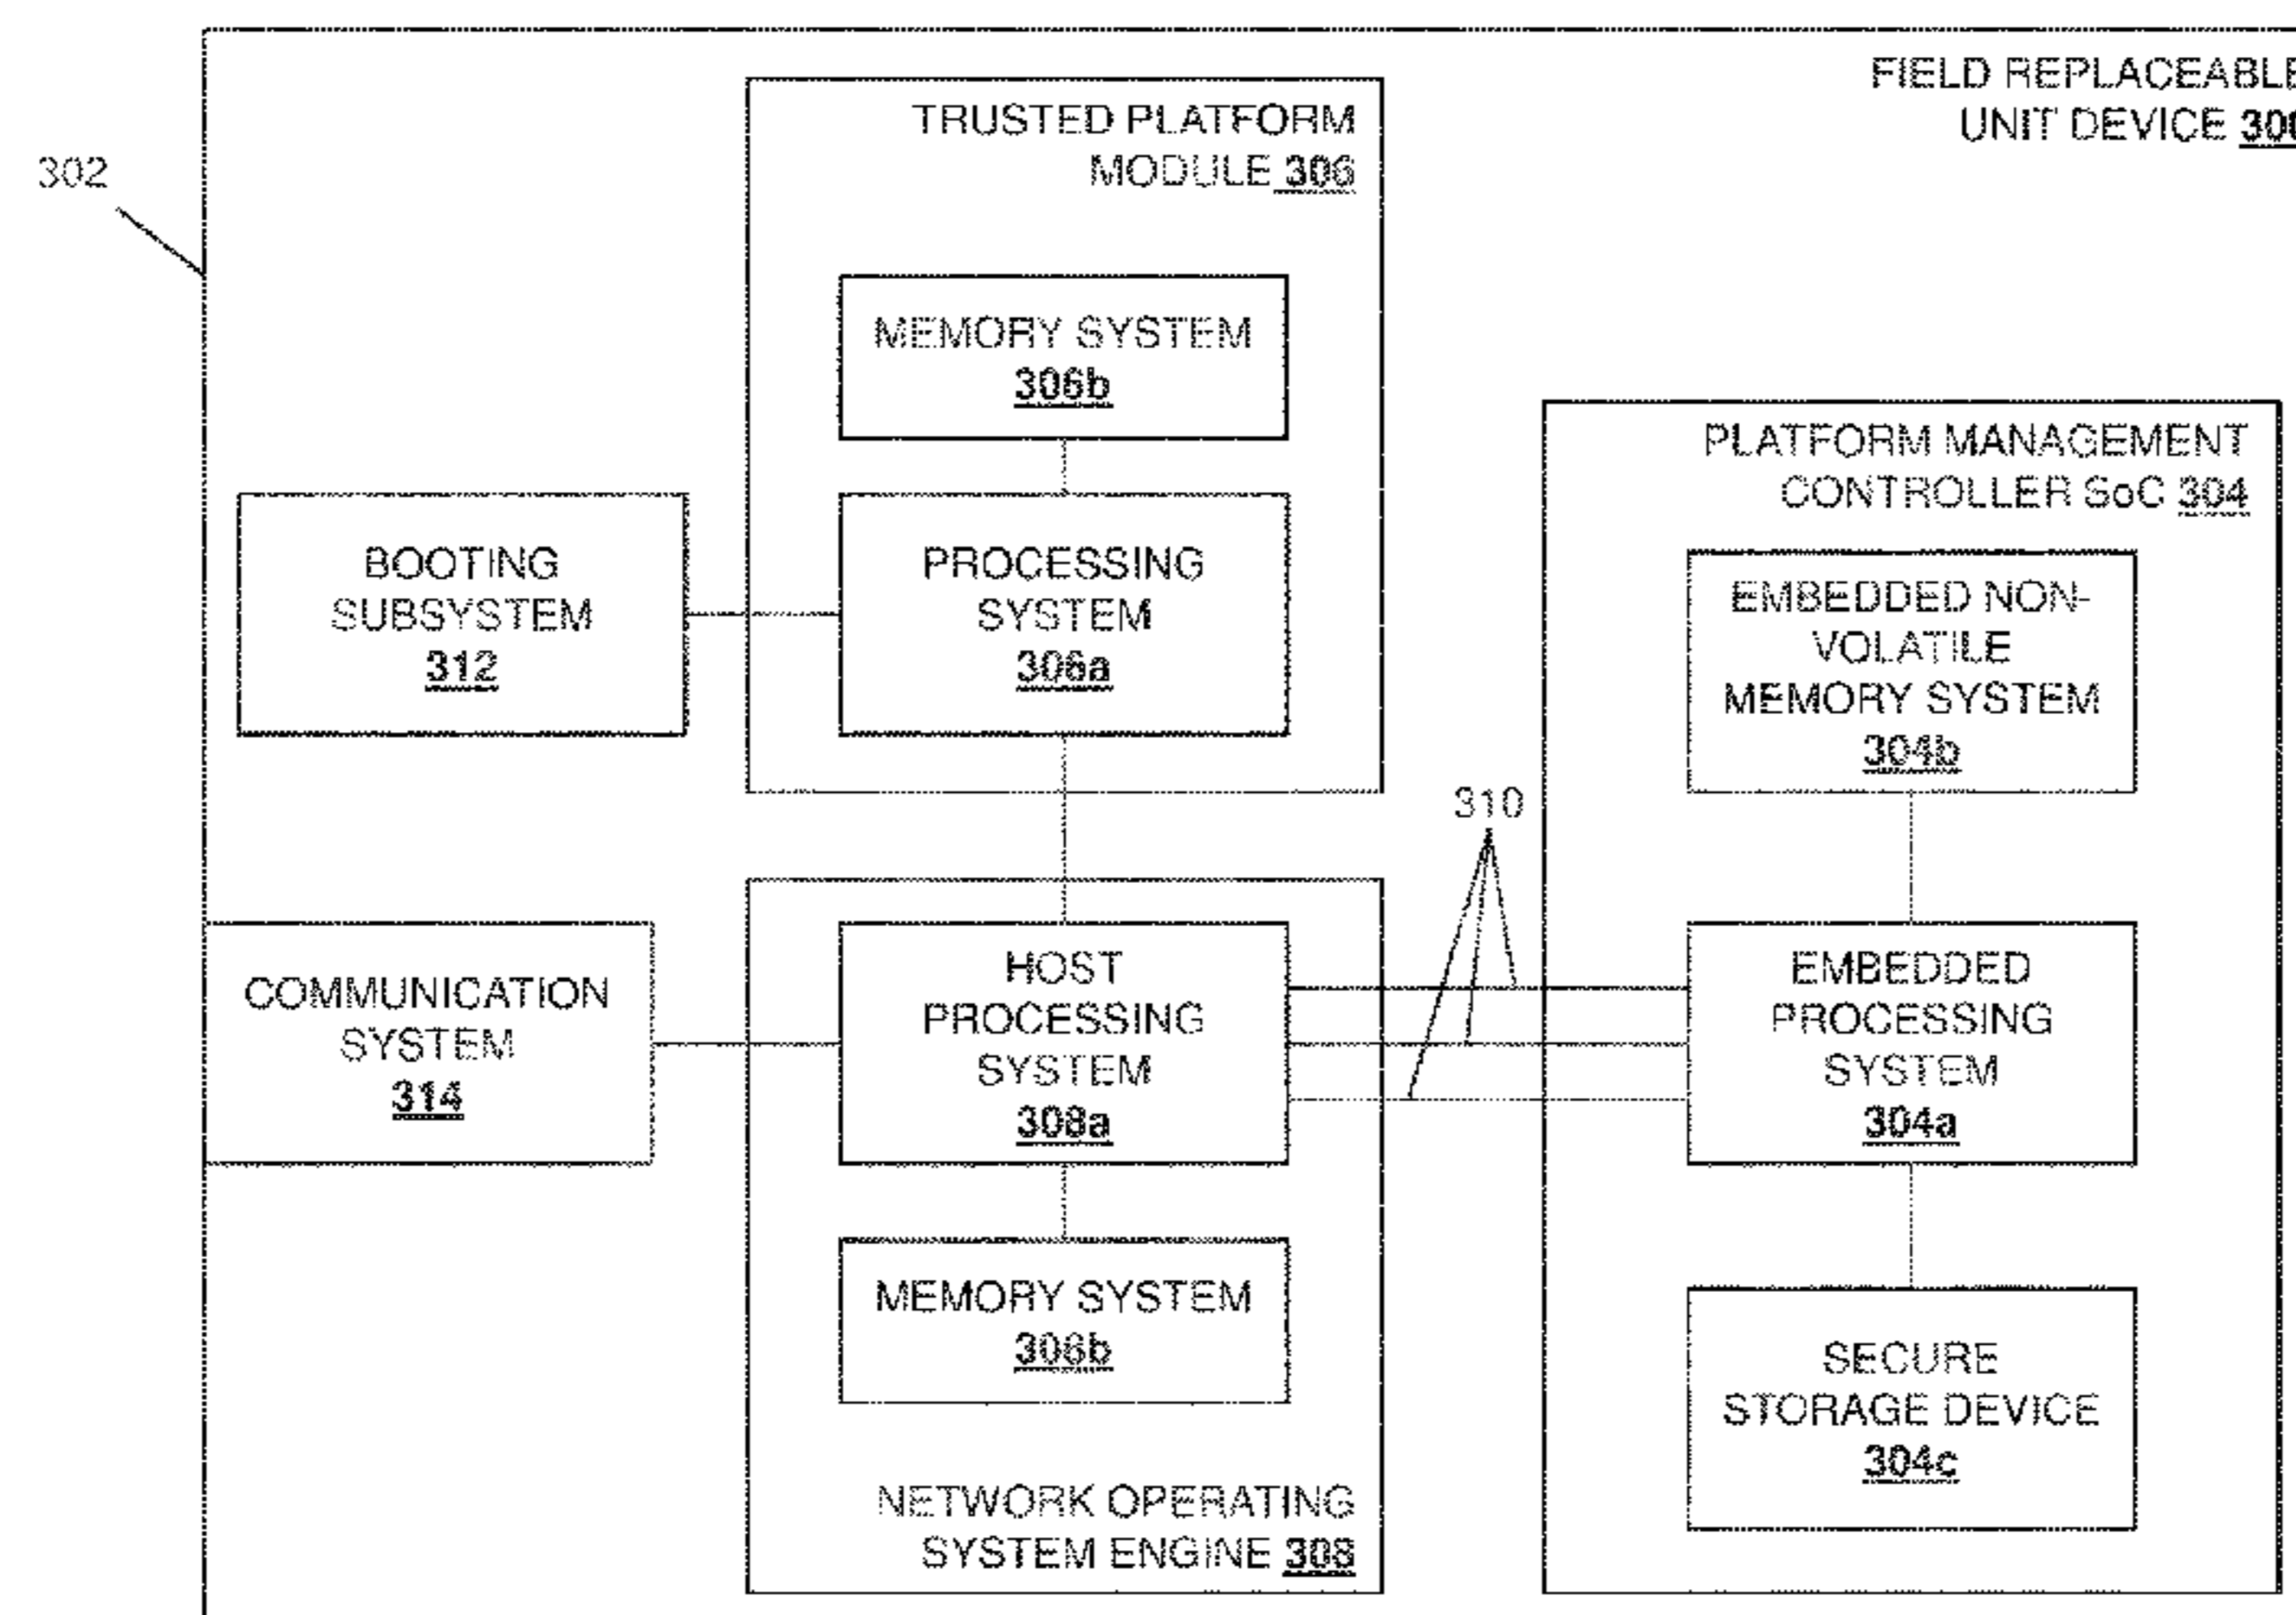 FIELD REPLACEABLE
UNIT DEVICE 300
302
TRUSTED PLATFORM
MODULE 306
MEMORY SYSTEM
306b
BOOTING
SUBSYSTEM
312
PROCESSING
SYSTEM
306a
PLATFORM MANAGEMENT
CONTROLLER SoC 304
EMBEDDED NON-
VOLATILE
MEMORY SYSTEM
304b
310
COMMUNICATION
SYSTEM
314
HOST
PROCESSING
SYSTEM
308a
EMBEDDED
PROCESSING
SYSTEM
304a
MEMORY SYSTEM
306b
SECURE
STORAGE DEVICE
304c
NETWORK OPERATING
SYSTEM ENGINE 308